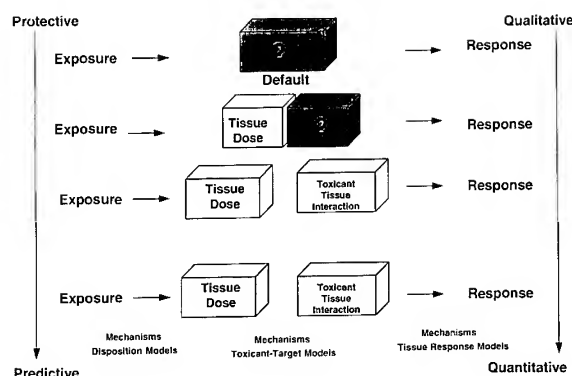 Protective
Qualitative
Exposure
?
Response
Default
Exposure
Tissue
Dose
?
Response
Exposure
Tissue
Dose
Toxicant
Tissue
Interaction
Response
Exposure
Tissue
Dose
Toxicant
Tissue
Interaction
Response
Mechanisms
Disposition Models
Mechanisms
Toxicant-Target Models
Mechanisms
Tissue Response Models
Predictive
Quantitative